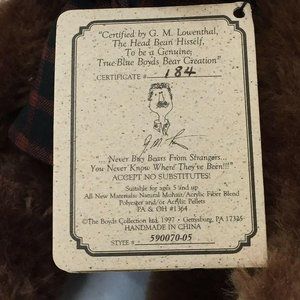 "Certified by G. M. Lowenthal,
The Head Bean Hisself,
To be a Genuine,
True-Blue Boyds Bear Creation"
CERTIFICATE # 184
G.M.
...Never Buy Bears From Strangers...
You Never Know Where They've Been!!!"
ACCEPT NO SUBSTITUTES!
Suitable for ages 5 and up
All New Materials: Natural Mohair/Acrylic Fiber Blend
Polyester and/or Acrylic Pellets
PA & OH #1364
©The Boyds Collection Ltd. 1997 • Gettysburg, PA 17325
HANDMADE IN CHINA
STYLE # 590070-05